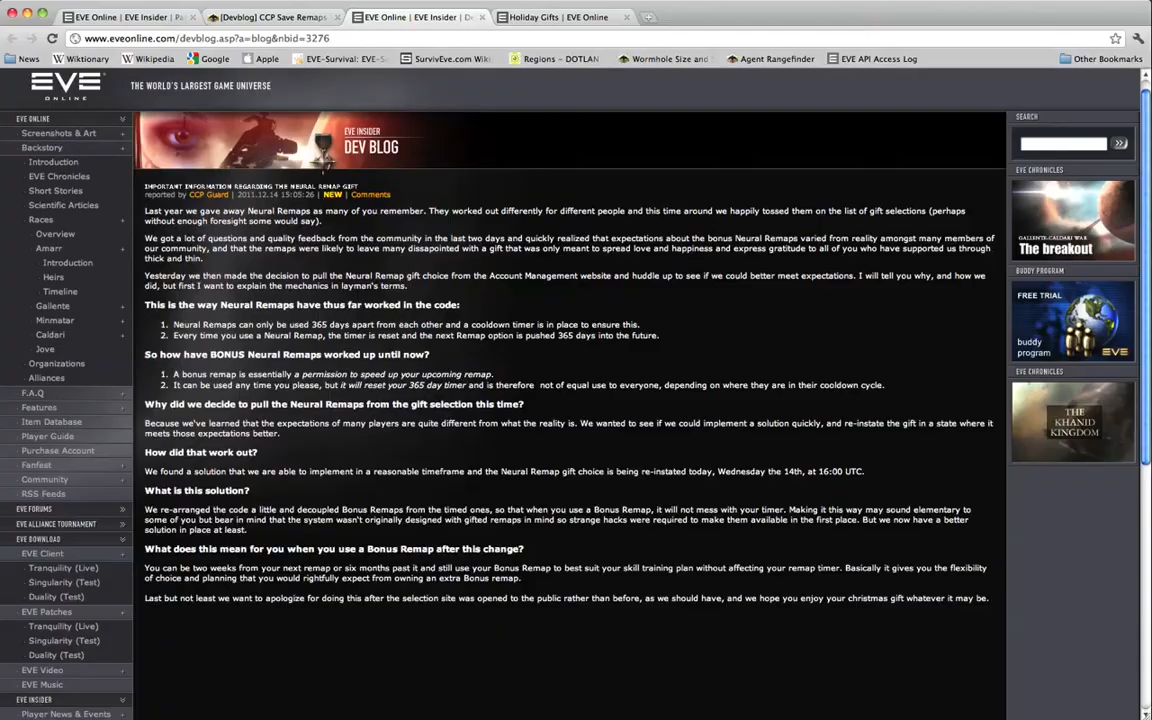 EVE Online | EVE Insider | Pa
[Devblog] CCP Save Remaps
EVE Online | EVE Insider | De
Holiday Gifts | EVE Online
www.eveonline.com/devblog.asp?a=blog&nbid=3276
News
Wiktionary
Wikipedia
Google
Apple
EVE-Survival: EVE-S
SurvivEve.com Wiki
Regions - DOTLAN
Wormhole Size and
Agent Rangefinder
EVE API Access Log
Other Bookmarks
EVE
ONLINE
THE WORLD'S LARGEST GAME UNIVERSE
EVE ONLINE
Screenshots & Art
Backstory
Introduction
EVE Chronicles
Short Stories
Scientific Articles
Races
Overview
Amarr
Introduction
Heirs
Timeline
Gallente
Minmatar
Caldari
Jove
Organizations
Alliances
F.A.Q
Features
Item Database
Player Guide
Purchase Account
Fanfest
Community
RSS Feeds
EVE FORUMS
EVE ALLIANCE TOURNAMENT
EVE DOWNLOAD
EVE Client
Tranquility (Live)
Singularity (Test)
Duality (Test)
EVE Patches
Tranquility (Live)
Singularity (Test)
Duality (Test)
EVE Video
EVE Music
EVE INSIDER
Player News & Events
EVE INSIDER
DEV BLOG
IMPORTANT INFORMATION REGARDING THE NEURAL REMAP GIFT
reported by CCP Guard | 2011.12.14 15:05:26 | NEW | Comments
Last year we gave away Neural Remaps as many of you remember. They worked out differently for different people and this time around we happily tossed them on the list of gift selections (perhaps
without enough foresight some would say).
We got a lot of questions and quality feedback from the community in the last two days and quickly realized that expectations about the bonus Neural Remaps varied from reality amongst many members of
our community, and that the remaps were likely to leave many dissapointed with a gift that was only meant to spread love and happiness and express gratitude to all of you who have supported us through
thick and thin.
Yesterday we then made the decision to pull the Neural Remap gift choice from the Account Management website and huddle up to see if we could better meet expectations. I will tell you why, and how we
did, but first I want to explain the mechanics in layman's terms.
This is the way Neural Remaps have thus far worked in the code:
1. Neural Remaps can only be used 365 days apart from each other and a cooldown timer is in place to ensure this.
2. Every time you use a Neural Remap, the timer is reset and the next Remap option is pushed 365 days into the future.
So how have BONUS Neural Remaps worked up until now?
1. A bonus remap is essentially a permission to speed up your upcoming remap.
2. It can be used any time you please, but it will reset your 365 day timer and is therefore not of equal use to everyone, depending on where they are in their cooldown cycle.
Why did we decide to pull the Neural Remaps from the gift selection this time?
Because we've learned that the expectations of many players are quite different from what the reality is. We wanted to see if we could implement a solution quickly, and re-instate the gift in a state where it
meets those expectations better.
How did that work out?
We found a solution that we are able to implement in a reasonable timeframe and the Neural Remap gift choice is being re-instated today, Wednesday the 14th, at 16:00 UTC.
What is this solution?
We re-arranged the code a little and decoupled Bonus Remaps from the timed ones, so that when you use a Bonus Remap, it will not mess with your timer. Making it this way may sound elementary to
some of you but bear in mind that the system wasn't originally designed with gifted remaps in mind so strange hacks were required to make them available in the first place. But we now have a better
solution in place at least.
What does this mean for you when you use a Bonus Remap after this change?
You can be two weeks from your next remap or six months past it and still use your Bonus Remap to best suit your skill training plan without affecting your remap timer. Basically it gives you the flexibility
of choice and planning that you would rightfully expect from owning an extra Bonus remap.
Last but not least we want to apologize for doing this after the selection site was opened to the public rather than before, as we should have, and we hope you enjoy your christmas gift whatever it may be.
SEARCH
EVE CHRONICLES
GALLENTE-CALDARI WAR
The breakout
BUDDY PROGRAM
FREE TRIAL
buddy
program
EVE
EVE CHRONICLES
THE
KHANID
KINGDOM